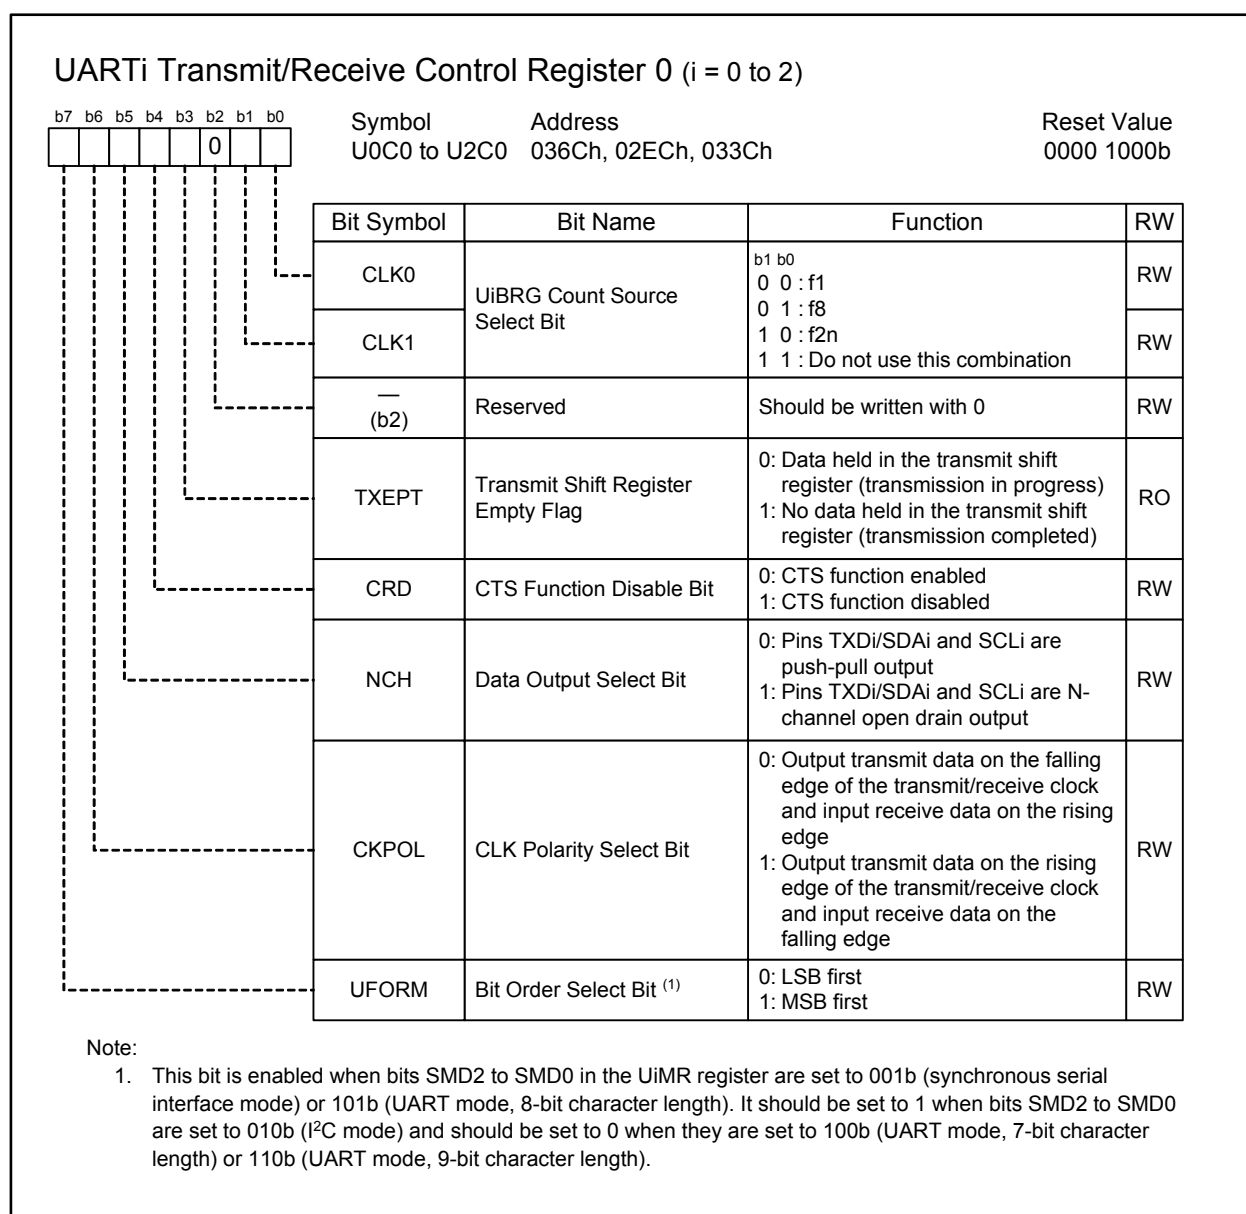 UARTi Transmit/Receive Control Register 0 (i = 0 to 2)
b7 b6 b5 b4 b3 b2 b1 b0
0
Symbol Address Reset Value
U0C0 to U2C0 036Ch, 02ECh, 033Ch 0000 1000b
Bit Symbol Bit Name Function RW
CLK0
CLK1
UiBRG Count Source
Select Bit
b1 b0
0 0 : f1
0 1 : f8
1 0 : f2n
1 1 : Do not use this combination
RW
RW
—
(b2)
Reserved
Should be written with 0
RW
TXEPT
Transmit Shift Register
Empty Flag
0: Data held in the transmit shift
register (transmission in progress)
1: No data held in the transmit shift
register (transmission completed)
RO
CRD
CTS Function Disable Bit
0: CTS function enabled
1: CTS function disabled
RW
NCH
Data Output Select Bit
0: Pins TXDi/SDAi and SCLi are
push-pull output
1: Pins TXDi/SDAi and SCLi are N-
channel open drain output
RW
CKPOL
CLK Polarity Select Bit
0: Output transmit data on the falling
edge of the transmit/receive clock
and input receive data on the rising
edge
1: Output transmit data on the rising
edge of the transmit/receive clock
and input receive data on the
falling edge
RW
UFORM
Bit Order Select Bit (1)
0: LSB first
1: MSB first
RW
Note:
1. This bit is enabled when bits SMD2 to SMD0 in the UiMR register are set to 001b (synchronous serial
interface mode) or 101b (UART mode, 8-bit character length). It should be set to 1 when bits SMD2 to SMD0
are set to 010b (I²C mode) and should be set to 0 when they are set to 100b (UART mode, 7-bit character
length) or 110b (UART mode, 9-bit character length).